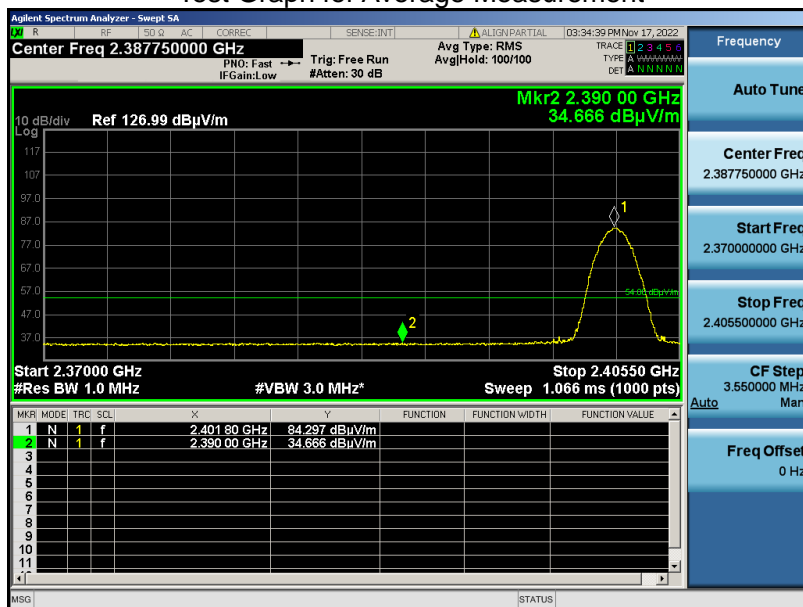 Test Graph for Average Measurement
Agilent Spectrum Analyzer - Swept SA
LXI R RF 50 Ω AC CORREC SENSE:INT ALIGN PARTIAL 03:34:39 PM Nov 17, 2022
Center Freq 2.387750000 GHz
PNO: Fast
IFGain:Low
Trig: Free Run
#Atten: 30 dB
Avg Type: RMS
Avg|Hold: 100/100
TRACE 1 2 3 4 5 6
TYPE A WWWWW
DET A N N N N N
Mkr2 2.390 00 GHz
34.666 dBµV/m
10 dB/div Ref 126.99 dBµV/m
Log
117
107
97.0
87.0
77.0
67.0
57.0
47.0
37.0
1
2
54.00 dBµV/m
Start 2.37000 GHz Stop 2.40550 GHz
#Res BW 1.0 MHz #VBW 3.0 MHz* Sweep 1.066 ms (1000 pts)
MKR MODE TRC SCL X Y FUNCTION FUNCTION WIDTH FUNCTION VALUE
1 N 1 f 2.401 80 GHz 84.297 dBµV/m
2 N 1 f 2.390 00 GHz 34.666 dBµV/m
3
4
5
6
7
8
9
10
11
MSG STATUS
Frequency
Auto Tune
Center Freq
2.387750000 GHz
Start Freq
2.370000000 GHz
Stop Freq
2.405500000 GHz
CF Step
3.550000 MHz
Auto Man
Freq Offset
0 Hz